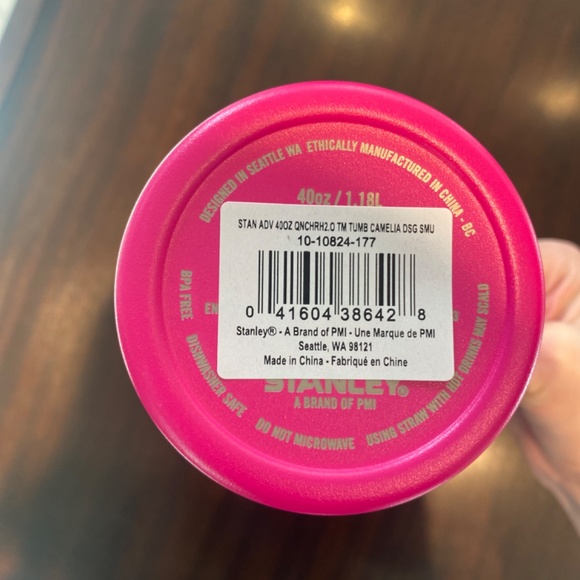 DESIGNED IN SEATTLE WA ETHICALLY MANUFACTURED IN CHINA - BC
40oz / 1.18L
STAN ADV 40OZ QNCHRH2.O TM TUMB CAMELIA DSG SMU
10-10824-177
0 41604 38642 8
Stanley® - A Brand of PMI - Une Marque de PMI
Seattle, WA 98121
Made in China - Fabriqué en Chine
STANLEY®
A BRAND OF PMI
BPA FREE
DISHWASHER SAFE
DO NOT MICROWAVE
USING STRAW WITH HOT DRINKS MAY SCALD